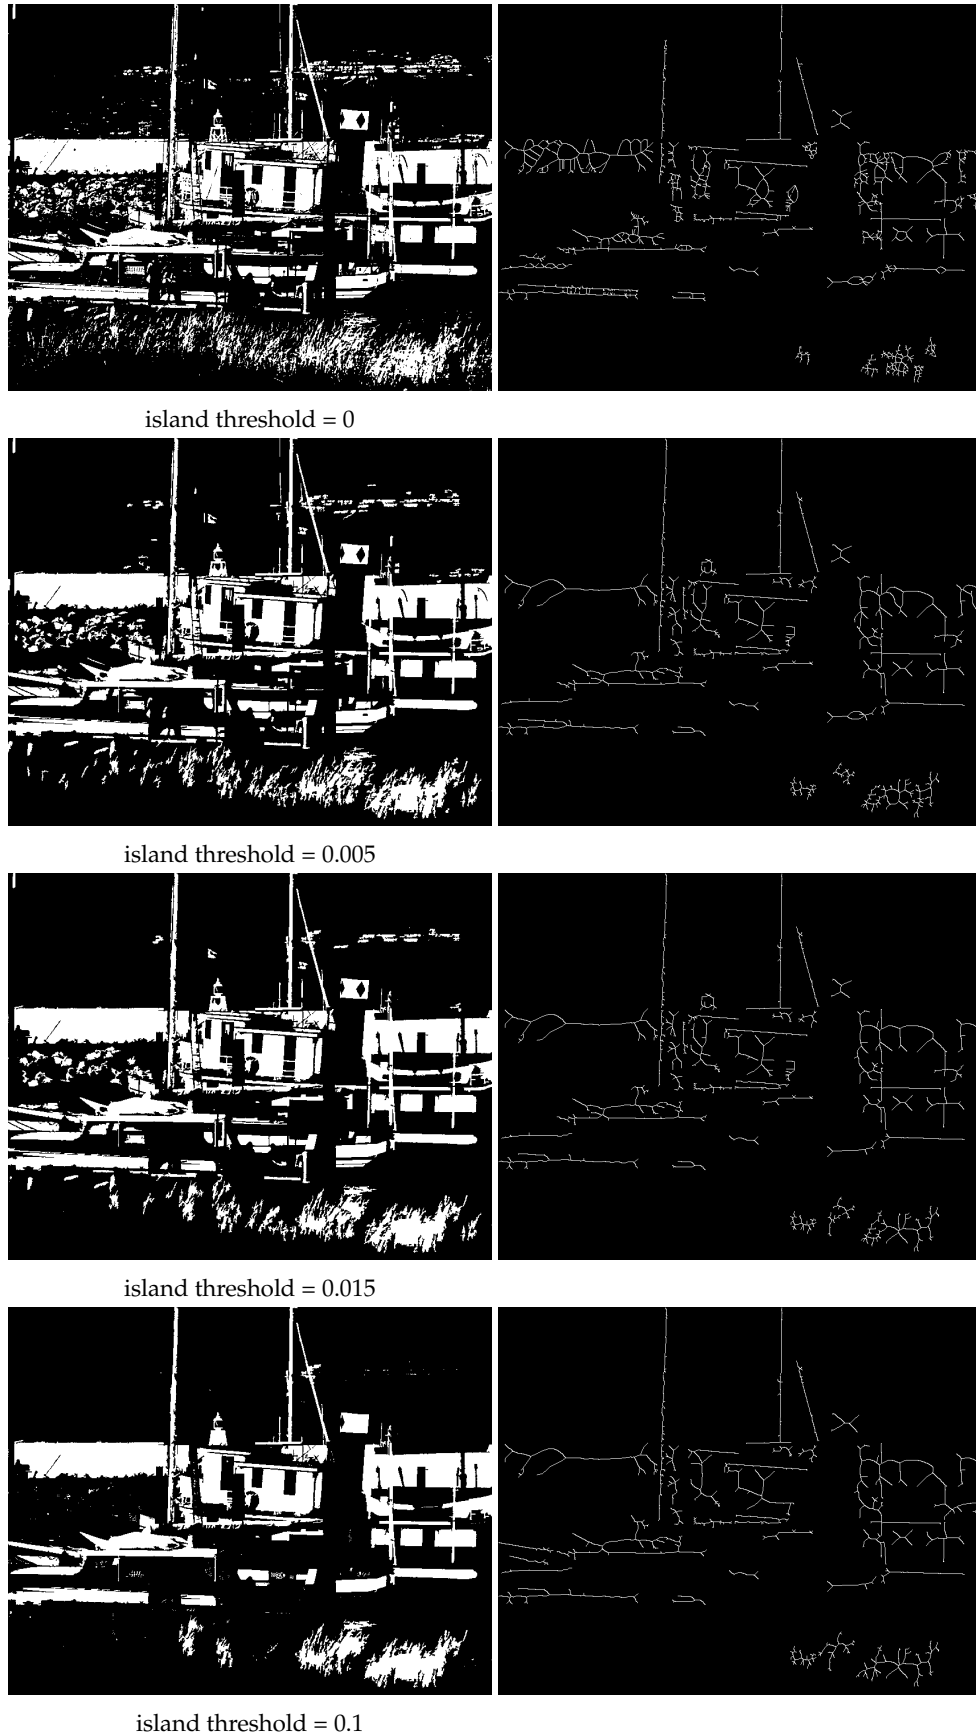 island threshold = 0
island threshold = 0.005
island threshold = 0.015
island threshold = 0.1